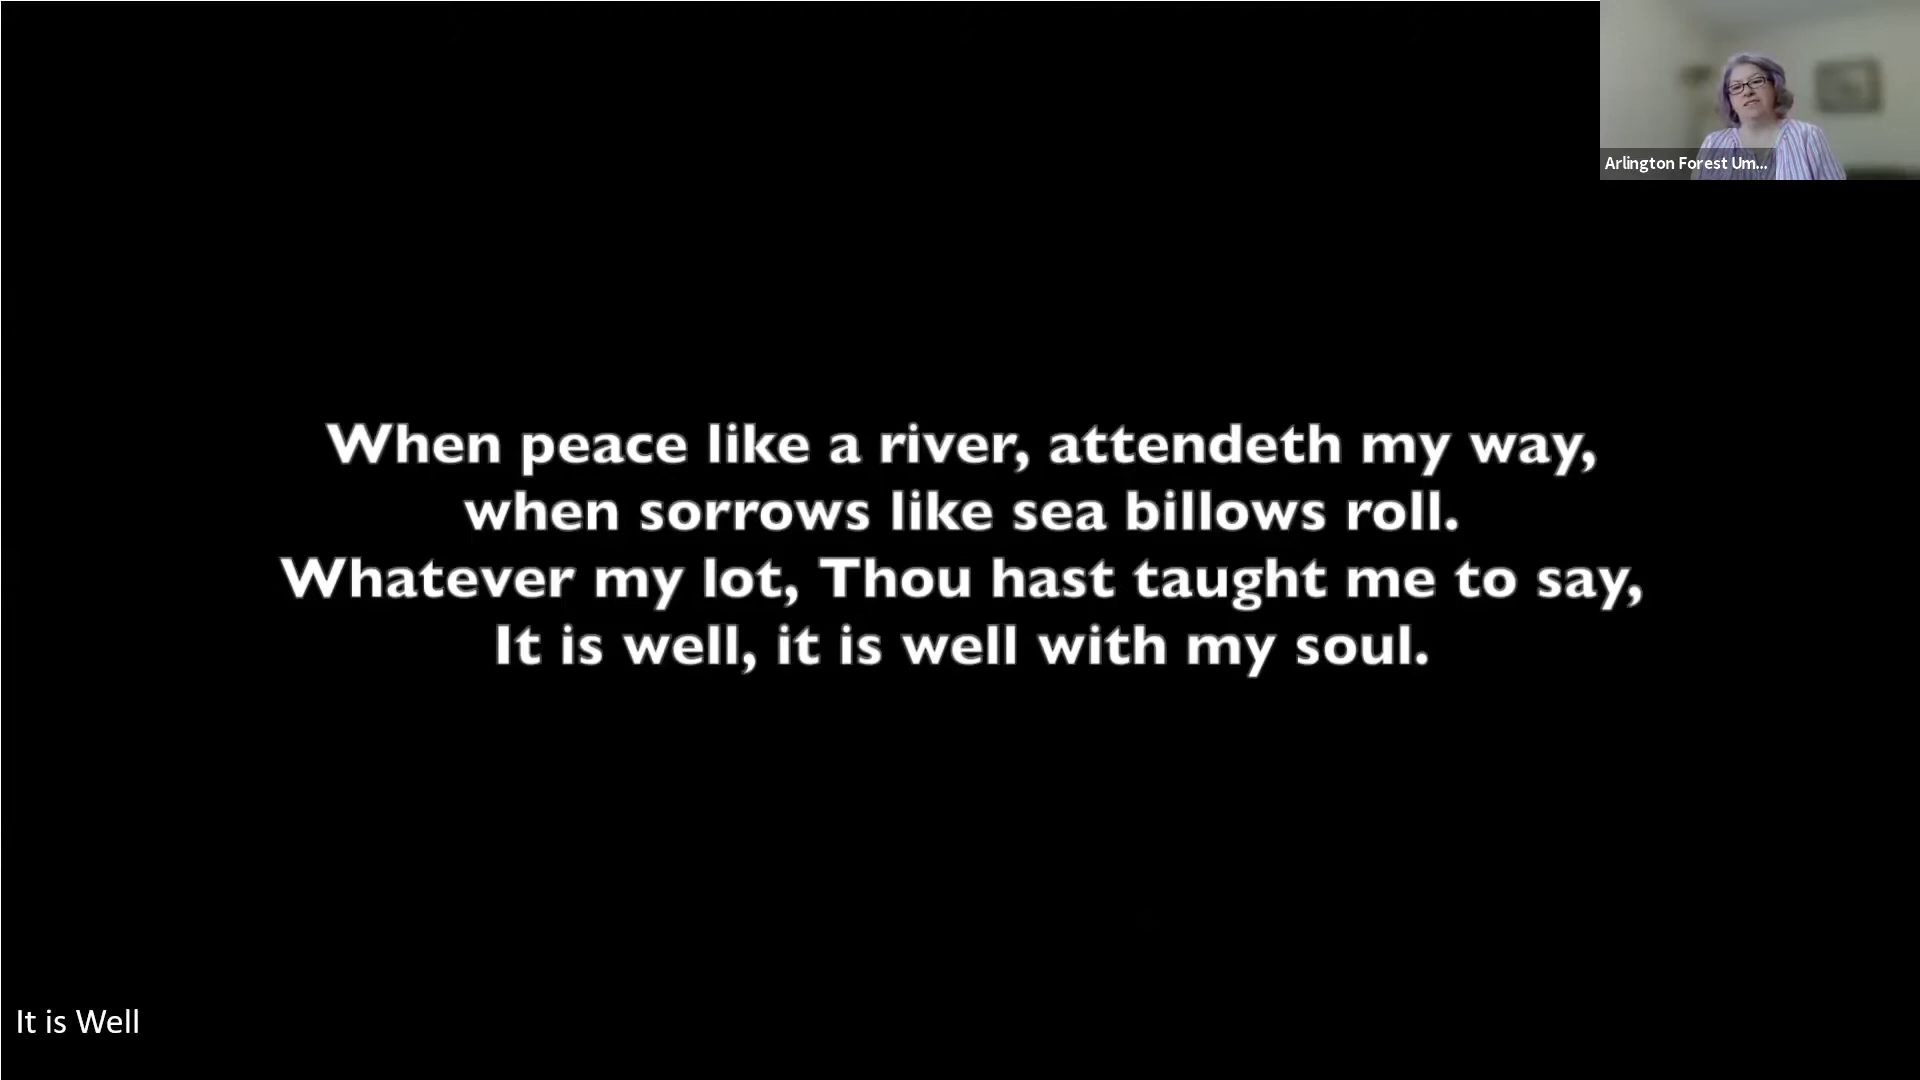 Arlington Forest Um...
When peace like a river, attendeth my way,
when sorrows like sea billows roll.
Whatever my lot, Thou hast taught me to say,
It is well, it is well with my soul.
It is Well